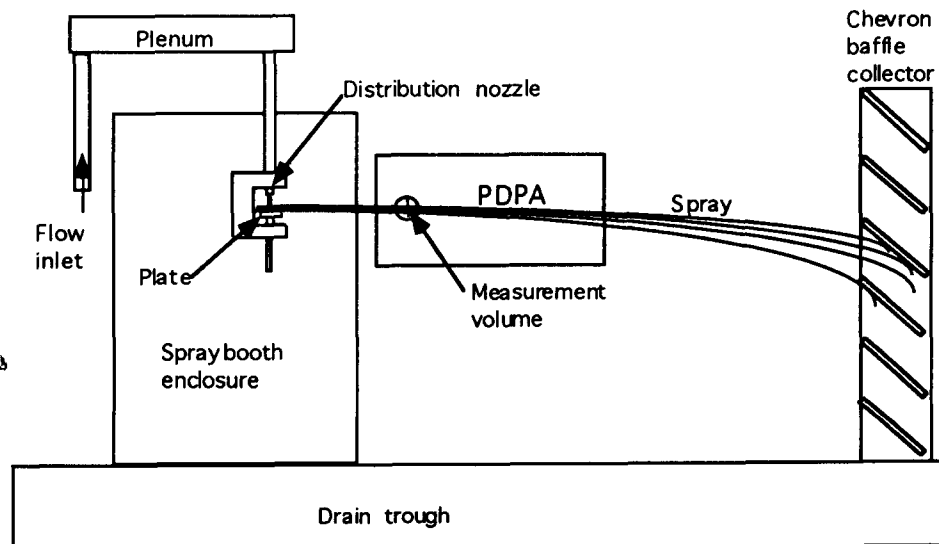 Chevron
baffle
collector
Plenum
Distribution nozzle
PDPA
Spray
Flow
inlet
Plate
Measurement
volume
Spray booth
enclosure
Drain trough